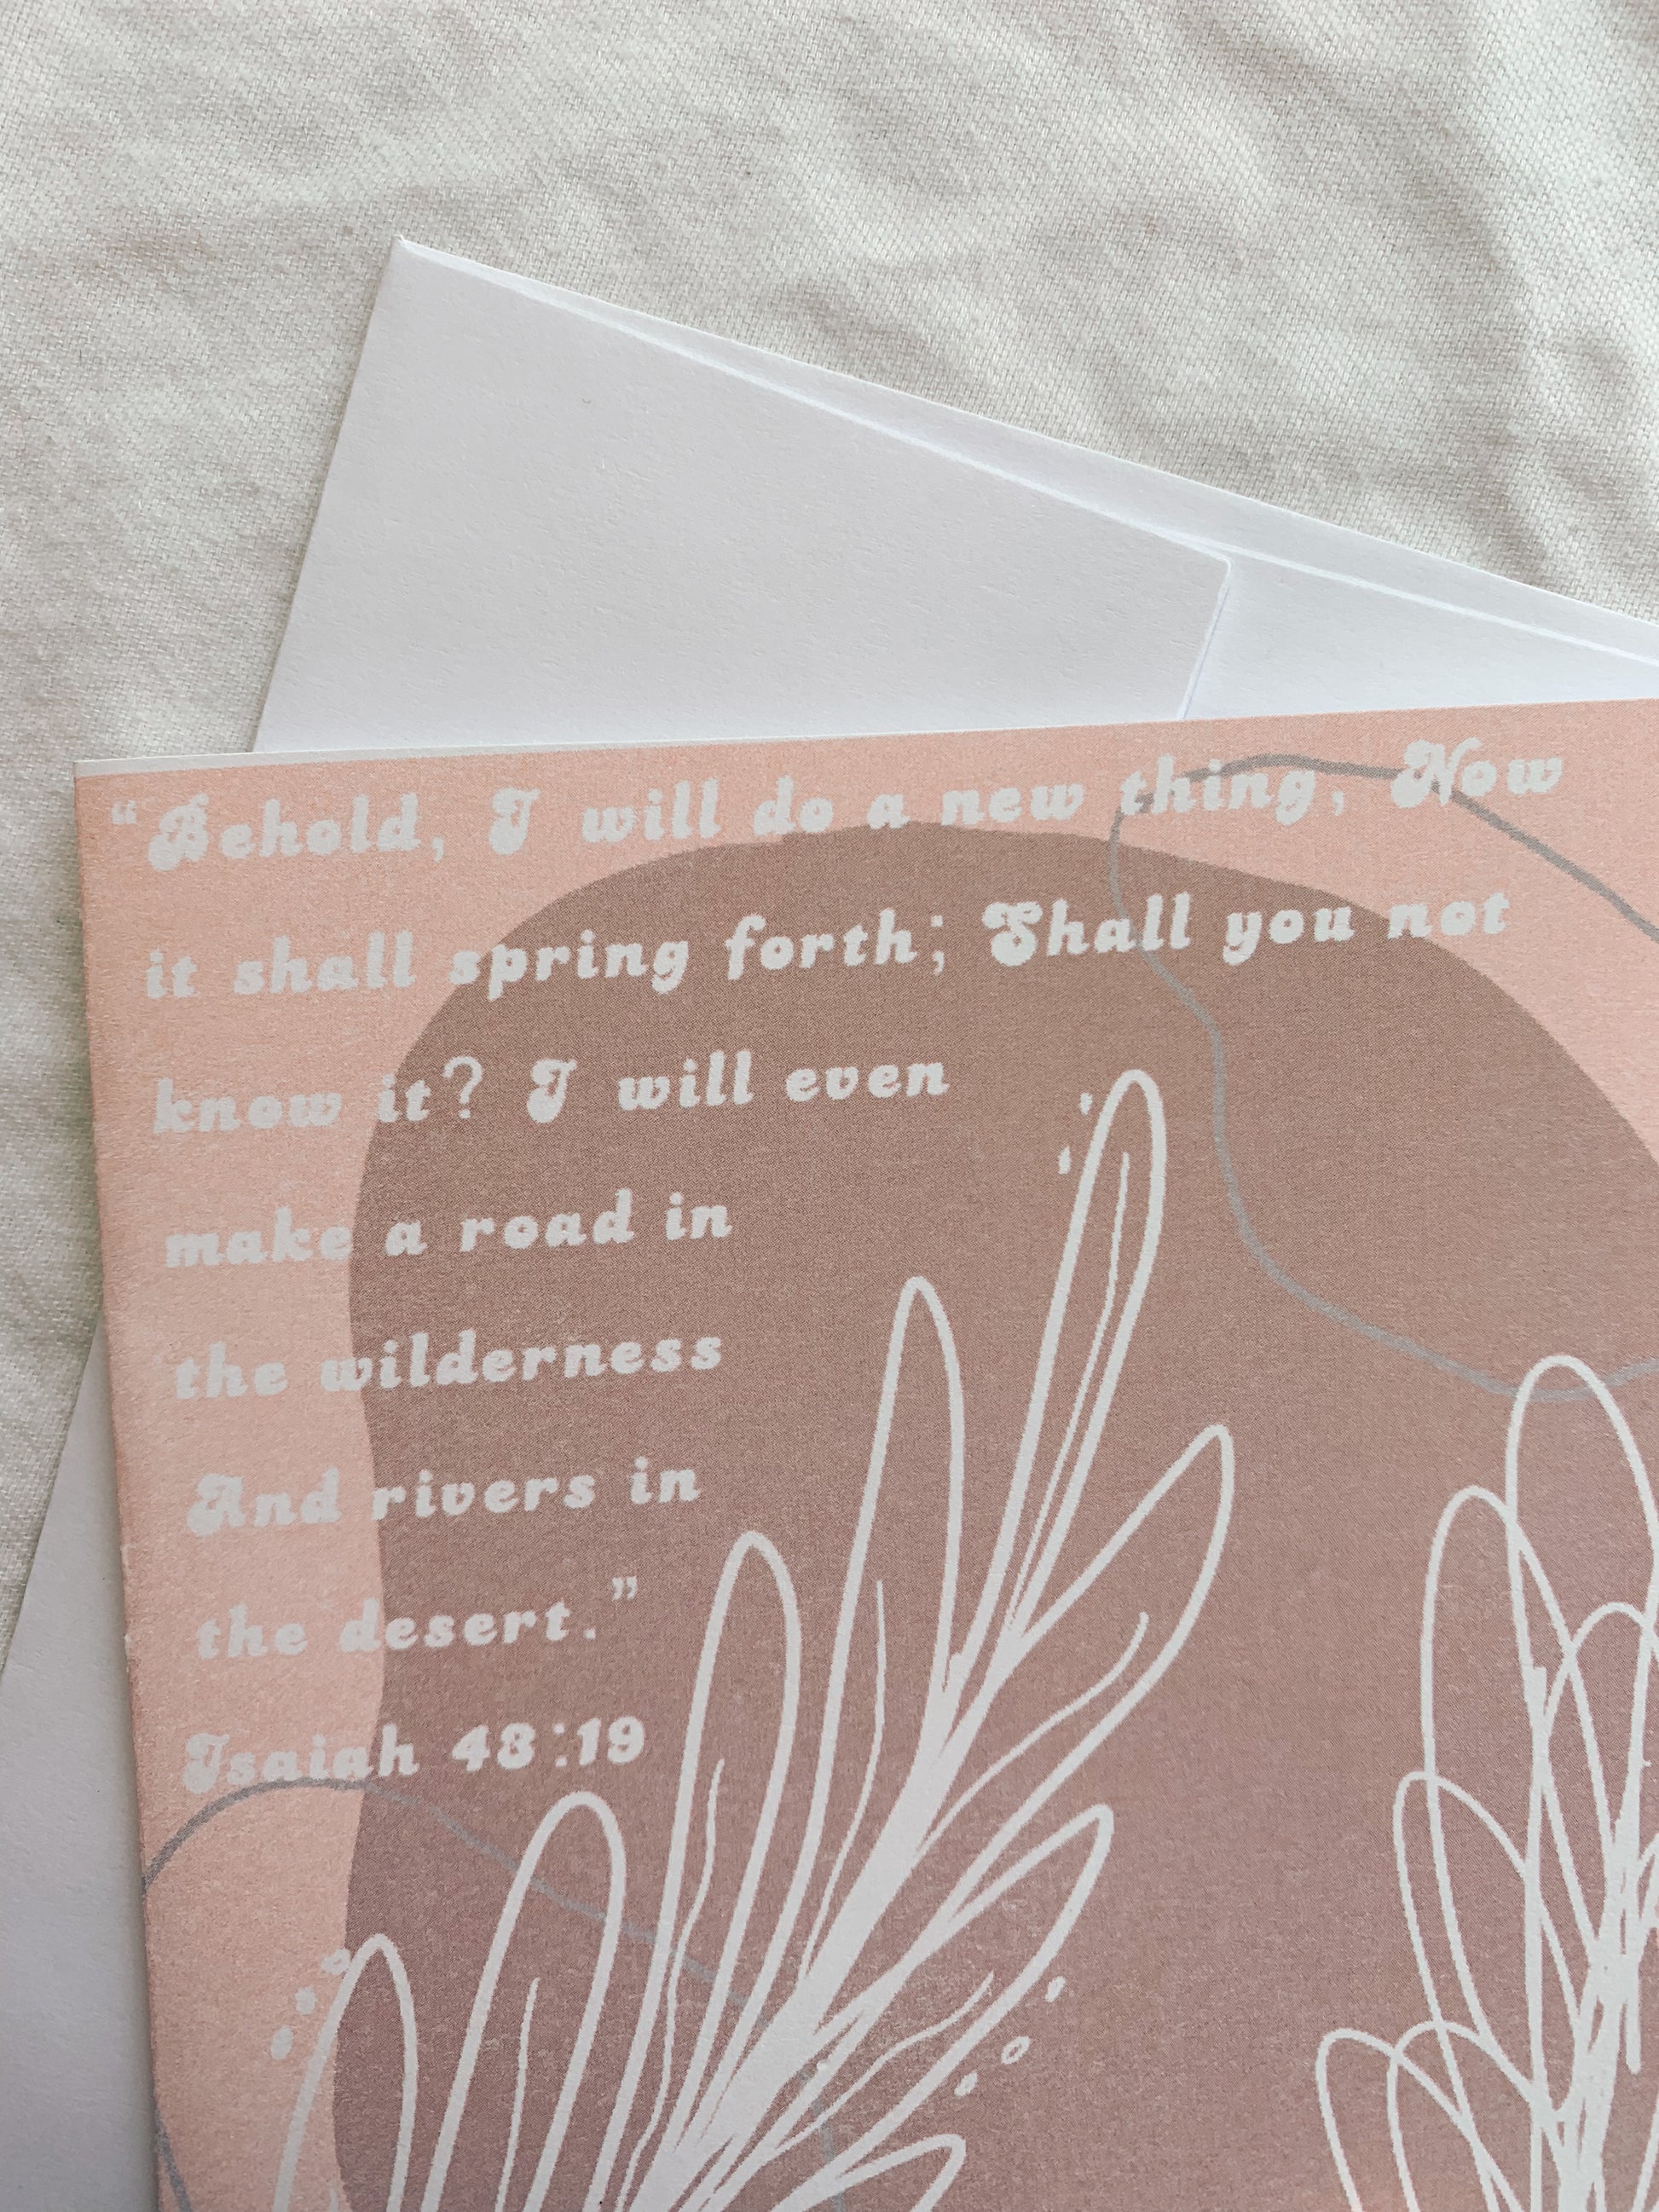 “Behold, I will do a new thing, Now
it shall spring forth; Shall you not
know it? I will even
make a road in
the wilderness
And rivers in
the desert.”
Isaiah 43:19